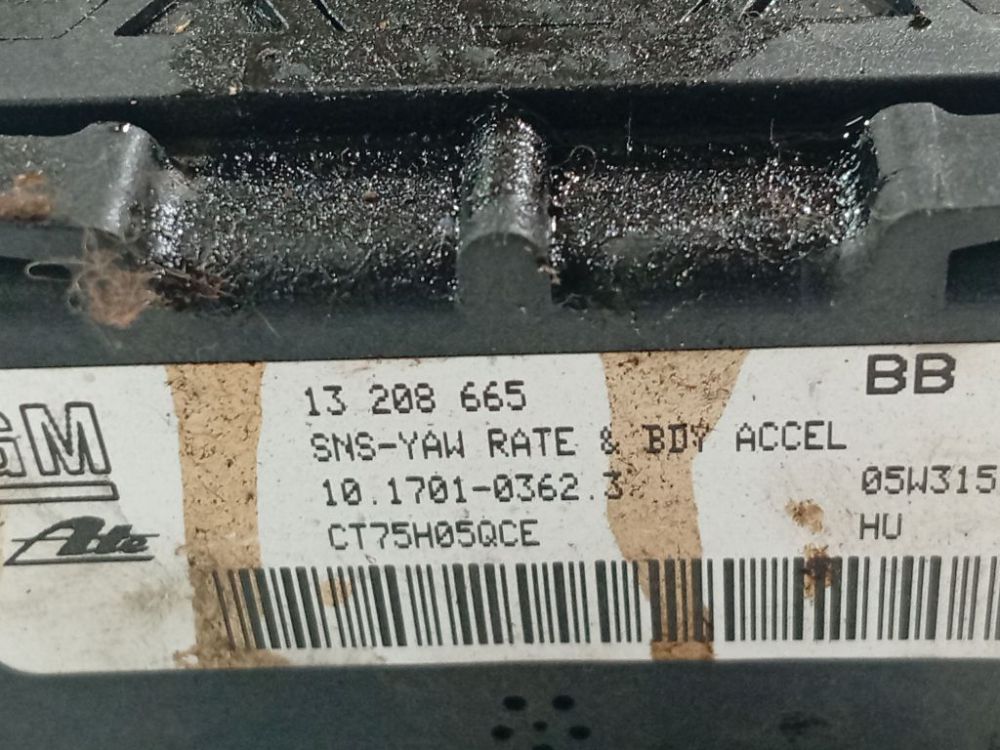 GM
Ate
13 208 665
SNS-YAW RATE & BDY ACCEL
10.1701-0362.3
CT75H05QCE
BB
05W315
HU